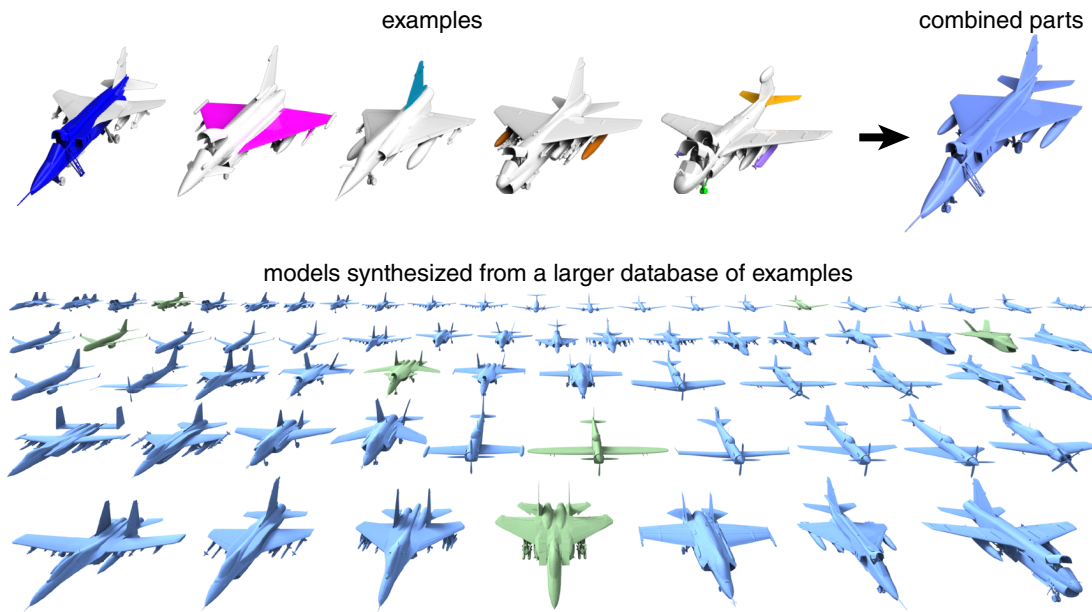 examples
combined parts
models synthesized from a larger database of examples